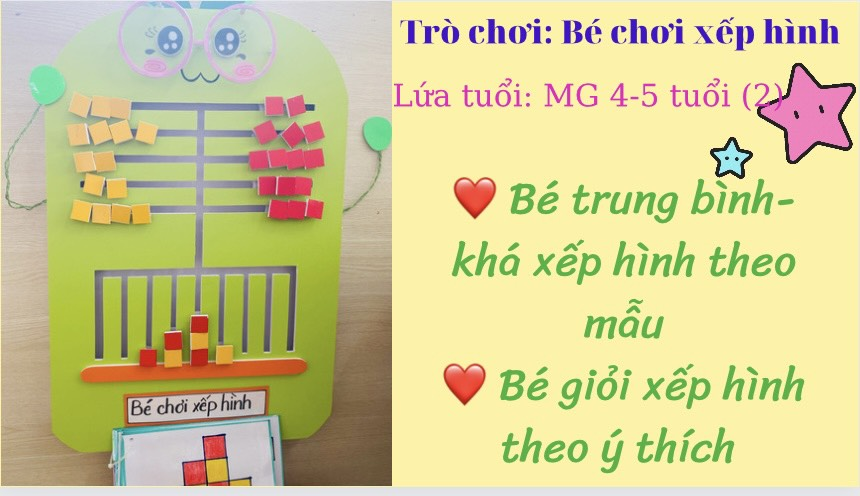 Trò chơi: Bé chơi xếp hình
Lứa tuổi: MG 4-5 tuổi (2)
❤️ Bé trung bình-
khá xếp hình theo
mẫu
❤️ Bé giỏi xếp hình
theo ý thích
Bé chơi xếp hình